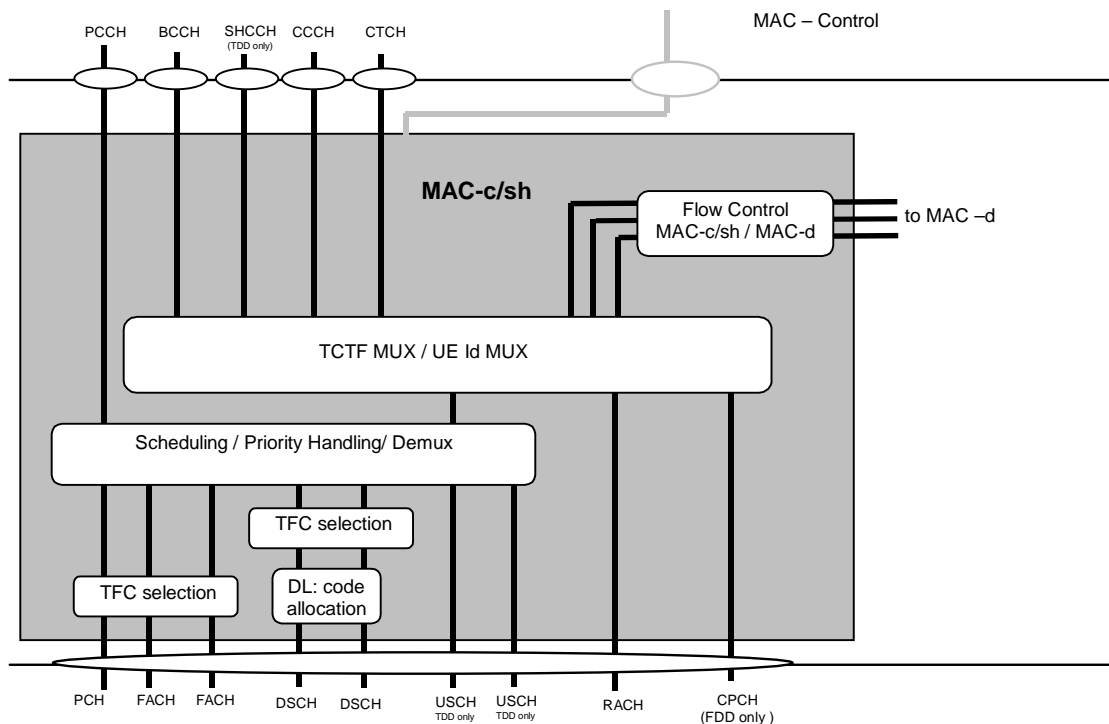 MAC – Control
PCCH BCCH SHCCH CCCH CTCH
(TDD only)
MAC-c/sh
Flow Control
MAC-c/sh / MAC-d
to MAC –d
TCTF MUX / UE Id MUX
Scheduling / Priority Handling/ Demux
TFC selection
TFC selection
DL: code
allocation
PCH FACH FACH DSCH DSCH USCH USCH RACH CPCH
TDD only TDD only (FDD only )